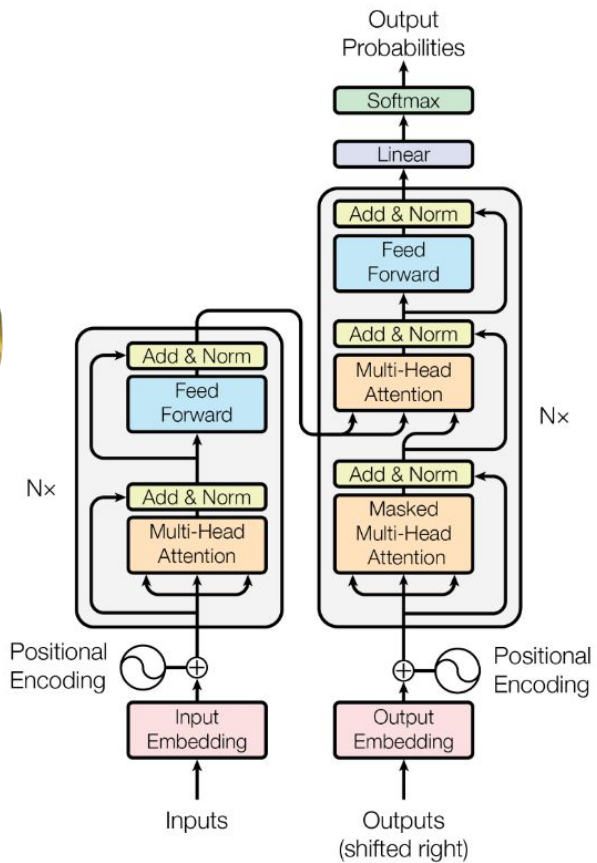 Output
Probabilities
Softmax
Linear
Add & Norm
Feed
Forward
Add & Norm
Multi-Head
Attention
Add & Norm
Masked
Multi-Head
Attention
N×
Add & Norm
Feed
Forward
Add & Norm
Multi-Head
Attention
N×
Positional
Encoding
Positional
Encoding
Input
Embedding
Output
Embedding
Inputs
Outputs
(shifted right)